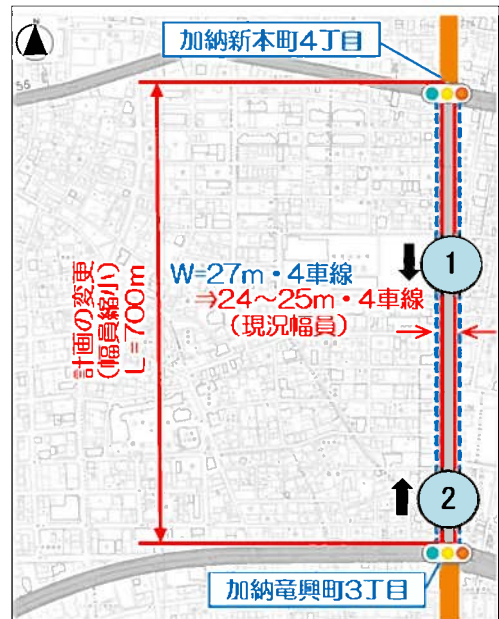 加納新本町4丁目
55
計画の変更
(幅員縮小)
L=700m
W=27m・4車線
⇒24~25m・4車線
(現況幅員)
1
2
加納竜興町3丁目